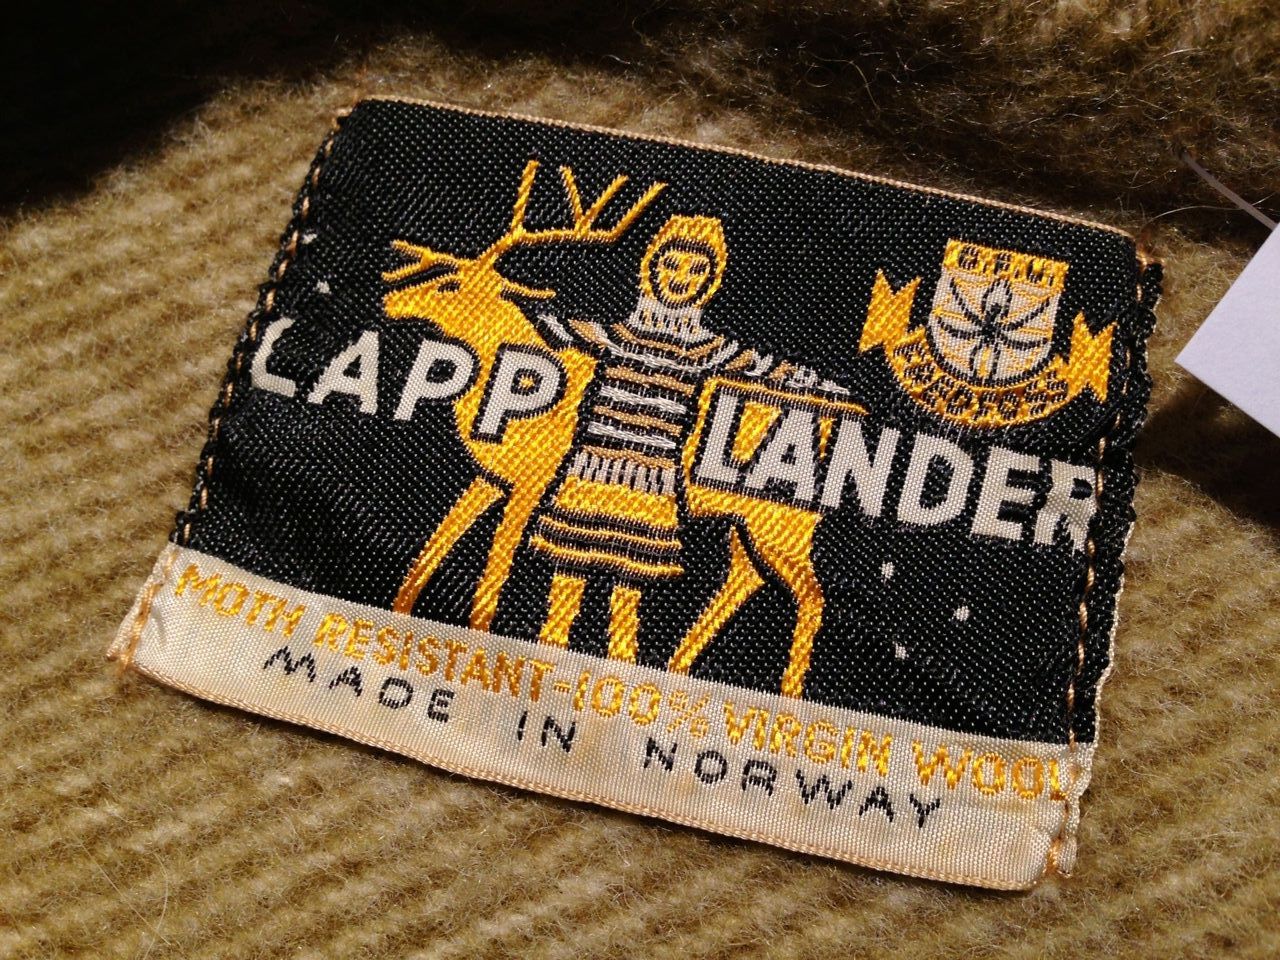 LAPP LANDER
MOTH RESISTANT-100% VIRGIN WOOL
MADE IN NORWAY